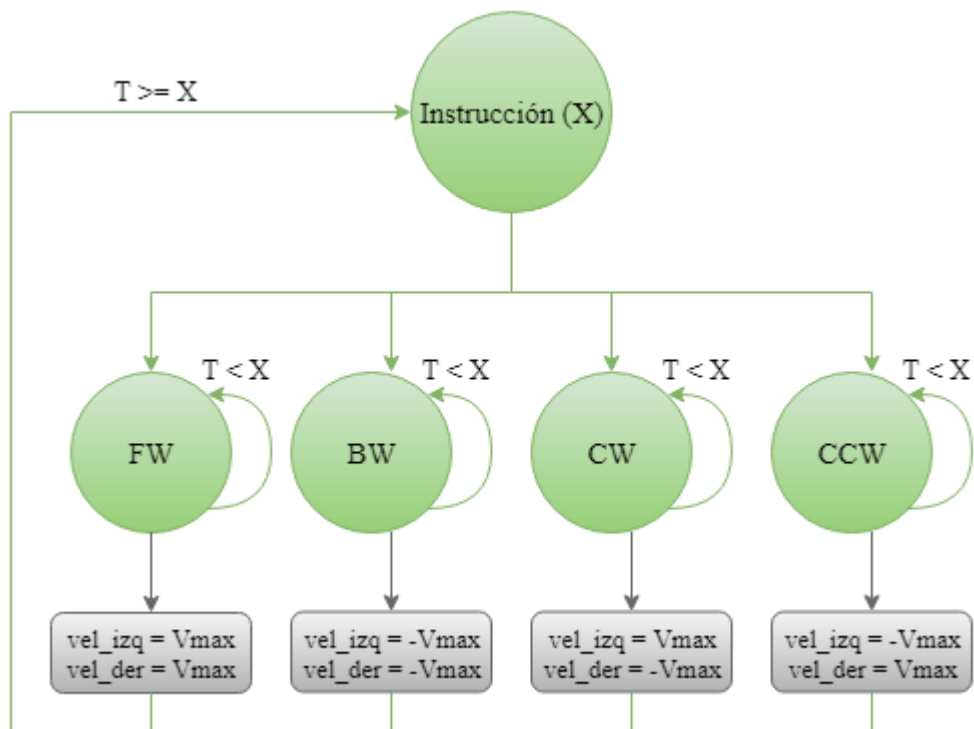 T >= X
Instrucción (X)
T < X
T < X
T < X
T < X
FW
BW
CW
CCW
vel_izq = Vmax
vel_der = Vmax
vel_izq = -Vmax
vel_der = -Vmax
vel_izq = Vmax
vel_der = -Vmax
vel_izq = -Vmax
vel_der = Vmax